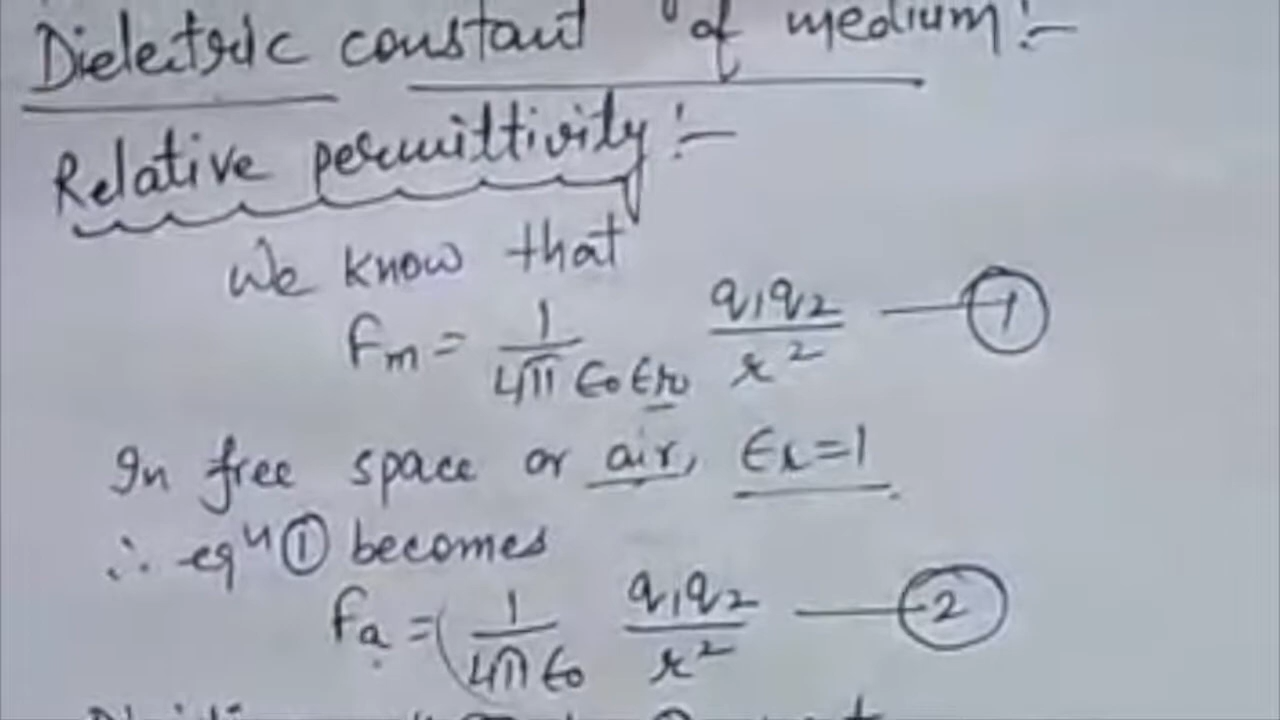 Dielectric constant of medium:-
Relative permittivity:-
We know that
Fm = 1/4π ϵ0 ϵr q1q2/r² —— ①
In free space or air, ϵr=1
∴ eqn ① becomes
Fa = ( 1/4π ϵ0 q1q2/r² —— ②